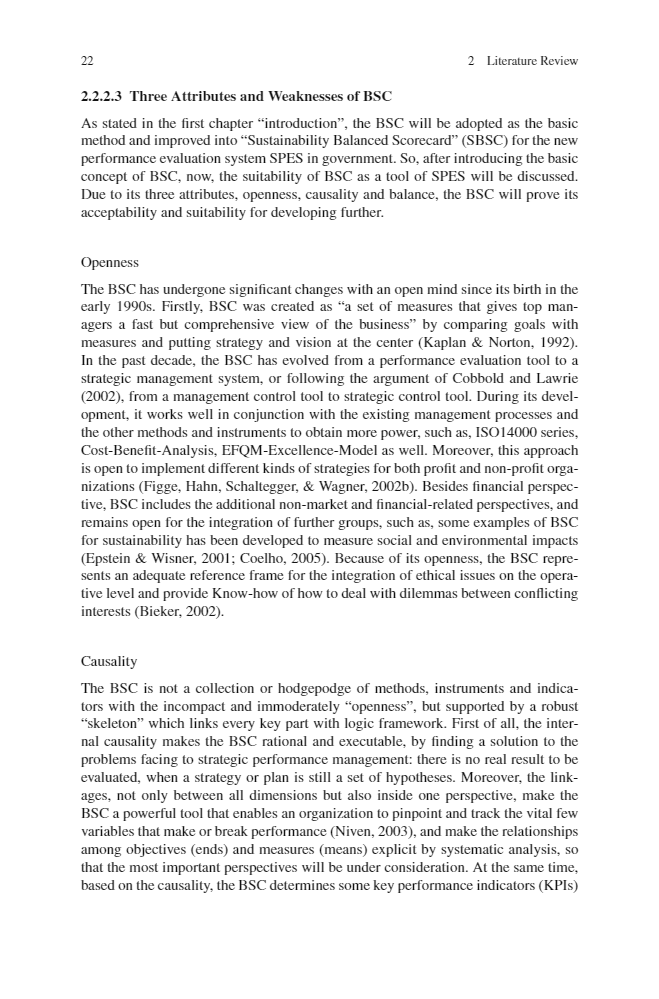 22
2 Literature Review
2.2.2.3 Three Attributes and Weaknesses of BSC
As stated in the first chapter “introduction”, the BSC will be adopted as the basic
method and improved into “Sustainability Balanced Scorecard” (SBSC) for the new
performance evaluation system SPES in government. So, after introducing the basic
concept of BSC, now, the suitability of BSC as a tool of SPES will be discussed.
Due to its three attributes, openness, causality and balance, the BSC will prove its
acceptability and suitability for developing further.
Openness
The BSC has undergone significant changes with an open mind since its birth in the
early 1990s. Firstly, BSC was created as “a set of measures that gives top man-
agers a fast but comprehensive view of the business” by comparing goals with
measures and putting strategy and vision at the center (Kaplan & Norton, 1992).
In the past decade, the BSC has evolved from a performance evaluation tool to a
strategic management system, or following the argument of Cobbold and Lawrie
(2002), from a management control tool to strategic control tool. During its devel-
opment, it works well in conjunction with the existing management processes and
the other methods and instruments to obtain more power, such as, ISO14000 series,
Cost-Benefit-Analysis, EFQM-Excellence-Model as well. Moreover, this approach
is open to implement different kinds of strategies for both profit and non-profit orga-
nizations (Figge, Hahn, Schaltegger, & Wagner, 2002b). Besides financial perspec-
tive, BSC includes the additional non-market and financial-related perspectives, and
remains open for the integration of further groups, such as, some examples of BSC
for sustainability has been developed to measure social and environmental impacts
(Epstein & Wisner, 2001; Coelho, 2005). Because of its openness, the BSC repre-
sents an adequate reference frame for the integration of ethical issues on the opera-
tive level and provide Know-how of how to deal with dilemmas between conflicting
interests (Bieker, 2002).
Causality
The BSC is not a collection or hodgepodge of methods, instruments and indica-
tors with the incompact and immoderately “openness”, but supported by a robust
“skeleton” which links every key part with logic framework. First of all, the inter-
nal causality makes the BSC rational and executable, by finding a solution to the
problems facing to strategic performance management: there is no real result to be
evaluated, when a strategy or plan is still a set of hypotheses. Moreover, the link-
ages, not only between all dimensions but also inside one perspective, make the
BSC a powerful tool that enables an organization to pinpoint and track the vital few
variables that make or break performance (Niven, 2003), and make the relationships
among objectives (ends) and measures (means) explicit by systematic analysis, so
that the most important perspectives will be under consideration. At the same time,
based on the causality, the BSC determines some key performance indicators (KPIs)